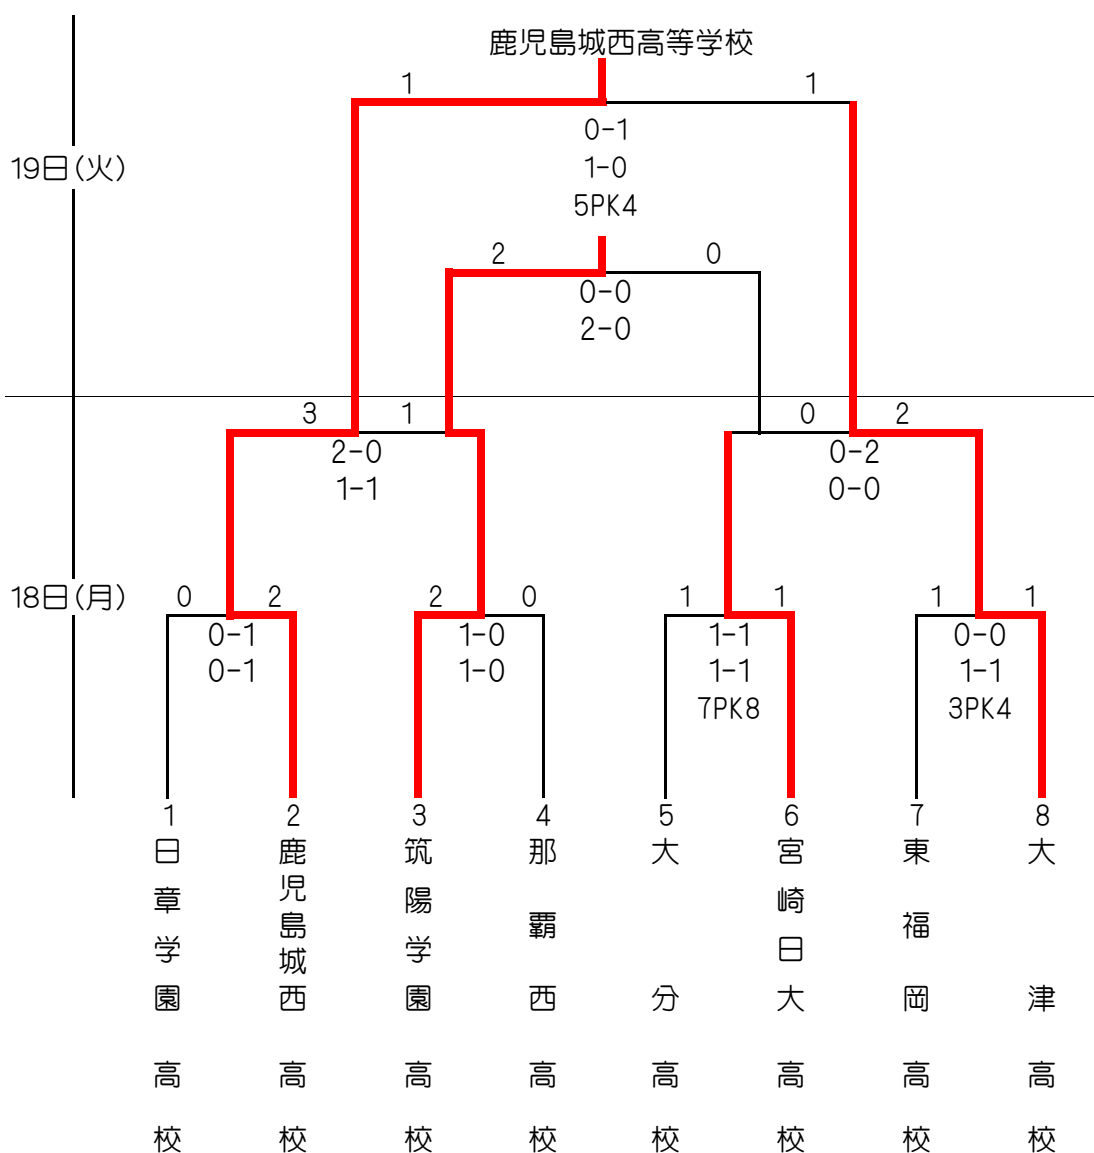 鹿児島城西高等学校
1 1
0-1
19日(火)
1-0
5PK4
2 0
0-0
2-0
3 1 0 2
2-0 0-2
1-1 0-0
18日(月)
0 2 2 0 1 1 1 1
0-1 1-0 1-1 0-0
0-1 1-0 1-1 1-1
7PK8 3PK4
1 2 3 4 5 6 7 8
日章学園高校
鹿児島城西高校
筑陽学園高校
那覇西高校
大分高校
宮崎日大高校
東福岡高校
大津高校